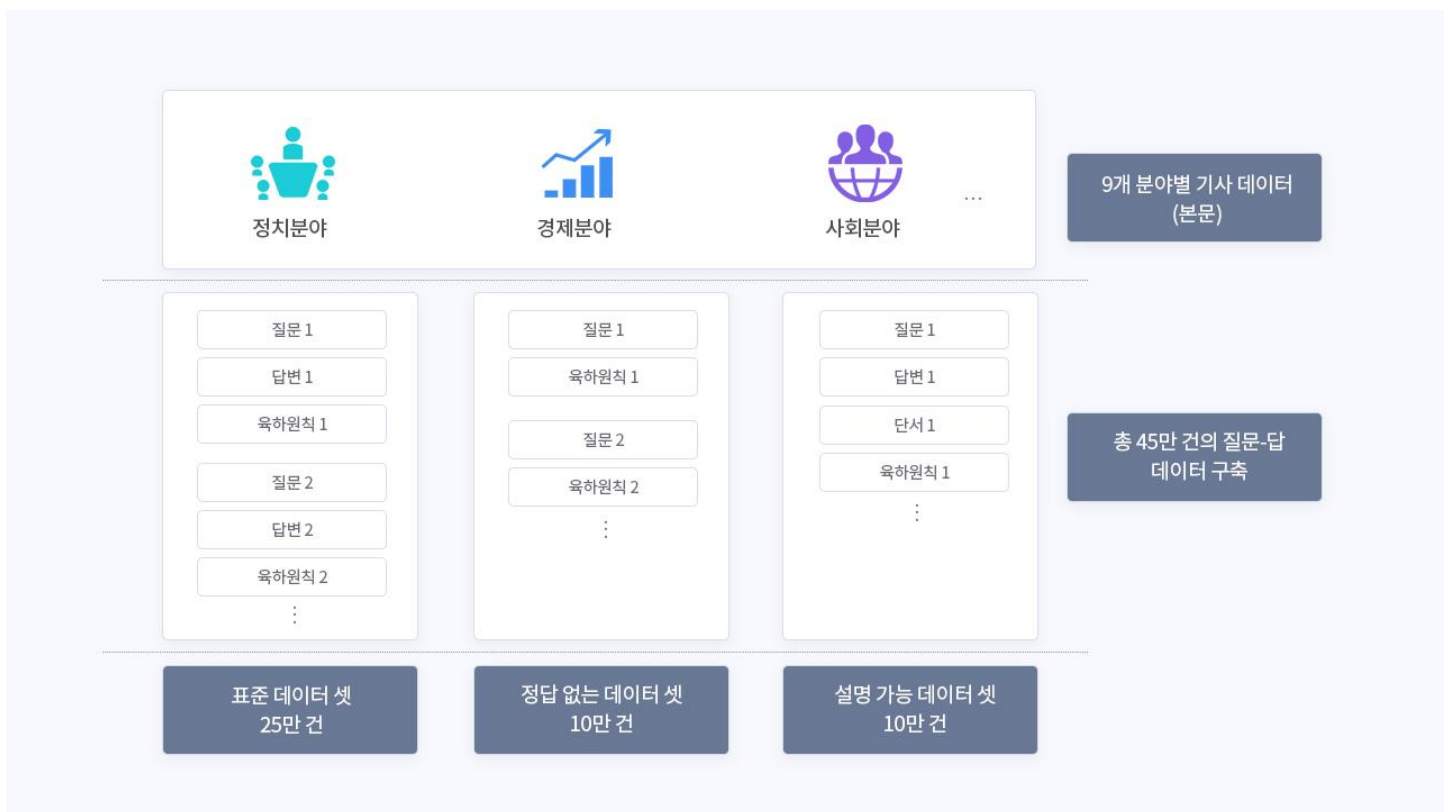 정치분야
경제분야
사회분야
...
9개 분야별 기사 데이터
(본문)
질문 1
답변 1
육하원칙 1
질문 2
답변 2
육하원칙 2
⋮
질문 1
육하원칙 1
질문 2
육하원칙 2
⋮
질문 1
답변 1
단서 1
육하원칙 1
⋮
총 45만 건의 질문-답
데이터 구축
표준 데이터 셋
25만 건
정답 없는 데이터 셋
10만 건
설명 가능 데이터 셋
10만 건